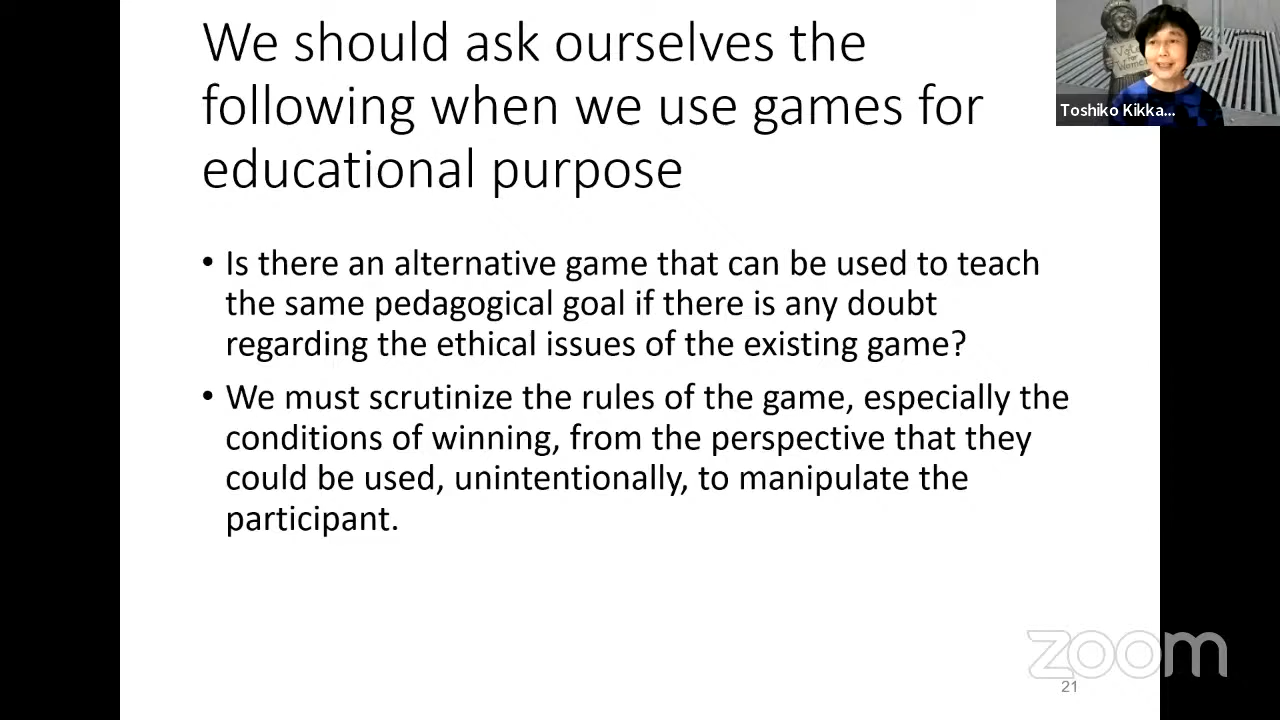 We should ask ourselves the
following when we use games for
educational purpose
Toshiko Kikka...
• Is there an alternative game that can be used to teach
the same pedagogical goal if there is any doubt
regarding the ethical issues of the existing game?
• We must scrutinize the rules of the game, especially the
conditions of winning, from the perspective that they
could be used, unintentionally, to manipulate the
participant.
zoom
21